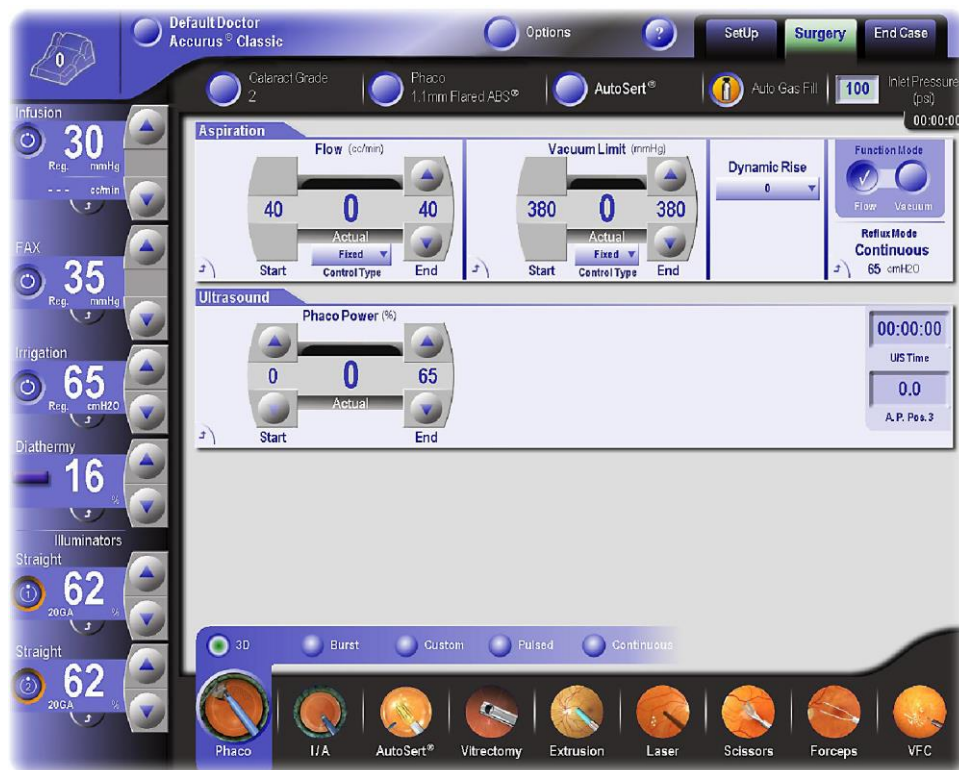 Default Doctor
Accurus® Classic
Options
?
SetUp
Surgery
End Case
0
Cataract Grade
2
Phaco
1.1mm Flared ABS®
AutoSert®
Auto Gas Fill
100
Inlet Pressure
(psi)
00:00:00
Infusion
30
Reg. mmHg
--- cc/min
FAX
35
Reg. mmHg
Irrigation
65
Reg. cmH2O
Diathermy
16
%
Illuminators
Straight
1
62
20GA %
Straight
2
62
20GA %
Aspiration
Flow (cc/min)
40 0 40
Actual
Fixed
Start Control Type End
Vacuum Limit (mmHg)
380 0 380
Actual
Fixed
Start Control Type End
Dynamic Rise
0
Function Mode
Flow Vacuum
Reflux Mode
Continuous
65 cmH2O
Ultrasound
Phaco Power (%)
0 0 65
Actual
Start End
00:00:00
U/S Time
0.0
A.P. Pos.3
3D Burst Custom Pulsed Continuous
Phaco I/A AutoSert® Vitrectomy Extrusion Laser Scissors Forceps VFC